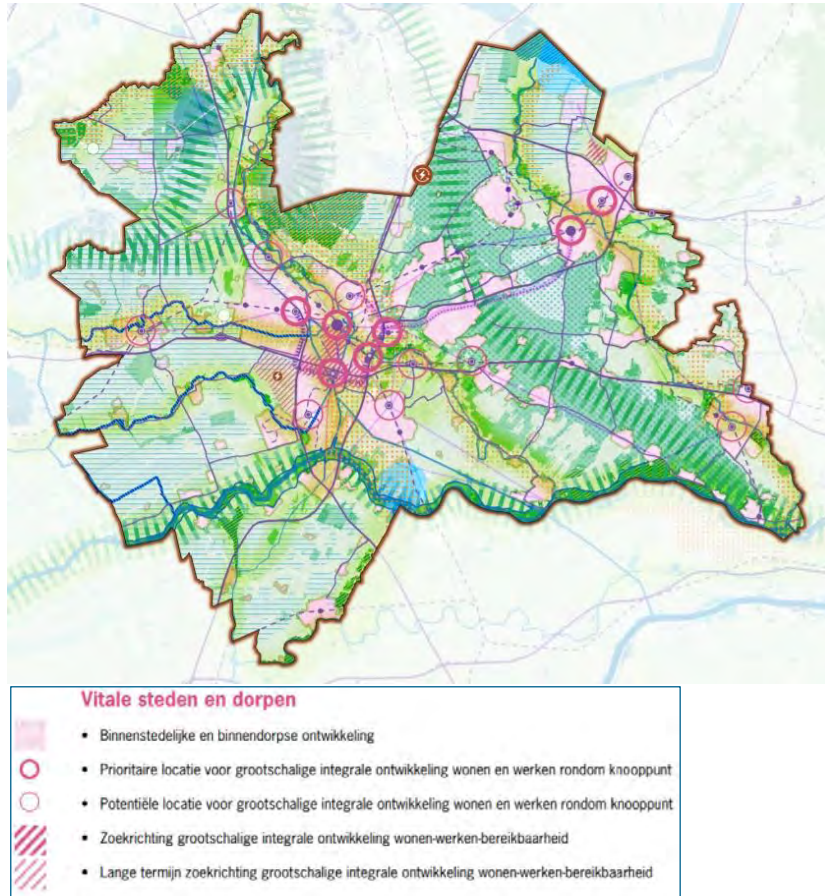 Vitale steden en dorpen
• Binnenstedelijke en binnendorpse ontwikkeling
• Prioritaire locatie voor grootschalige integrale ontwikkeling wonen en werken rondom knooppunt
• Potentiële locatie voor grootschalige integrale ontwikkeling wonen en werken rondom knooppunt
• Zoekrichting grootschalige integrale ontwikkeling wonen-werken-bereikbaarheid
• Lange termijn zoekrichting grootschalige integrale ontwikkeling wonen-werken-bereikbaarheid